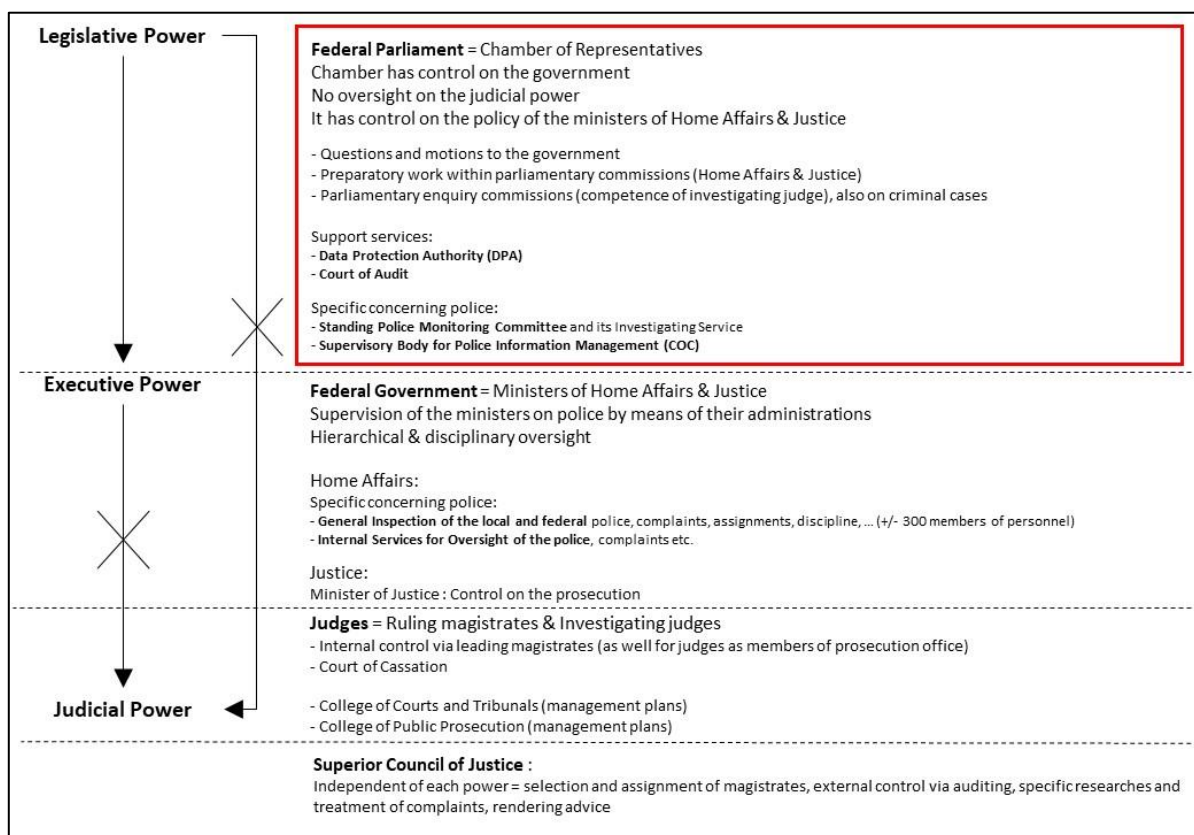 Legislative Power
Federal Parliament = Chamber of Representatives
Chamber has control on the government
No oversight on the judicial power
It has control on the policy of the ministers of Home Affairs & Justice
- Questions and motions to the government
- Preparatory work within parliamentary commissions (Home Affairs & Justice)
- Parliamentary enquiry commissions (competence of investigating judge), also on criminal cases
Support services:
- Data Protection Authority (DPA)
- Court of Audit
Specific concerning police:
- Standing Police Monitoring Committee and its Investigating Service
- Supervisory Body for Police Information Management (COC)
Executive Power
Federal Government = Ministers of Home Affairs & Justice
Supervision of the ministers on police by means of their administrations
Hierarchical & disciplinary oversight
Home Affairs:
Specific concerning police:
- General Inspection of the local and federal police, complaints, assignments, discipline, ... (+/- 300 members of personnel)
- Internal Services for Oversight of the police, complaints etc.
Justice:
Minister of Justice : Control on the prosecution
Judges = Ruling magistrates & Investigating judges
- Internal control via leading magistrates (as well for judges as members of prosecution office)
- Court of Cassation
Judicial Power
- College of Courts and Tribunals (management plans)
- College of Public Prosecution (management plans)
Superior Council of Justice :
Independent of each power = selection and assignment of magistrates, external control via auditing, specific researches and
treatment of complaints, rendering advice